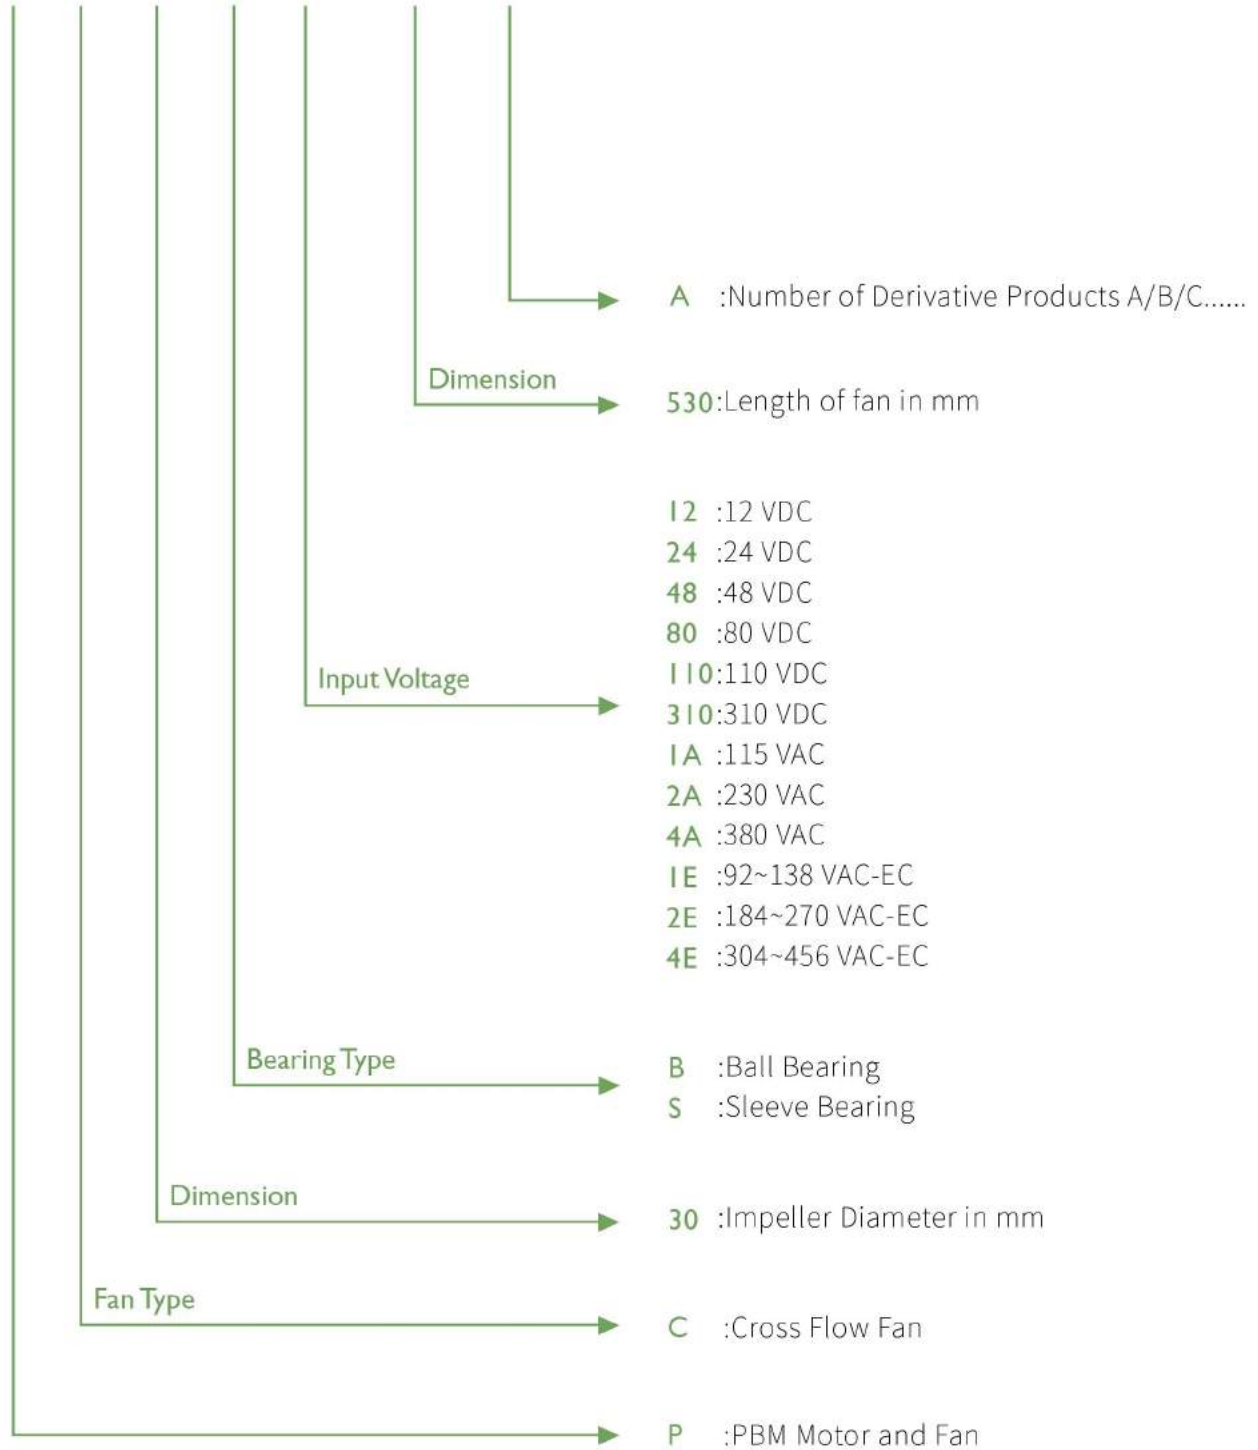 A :Number of Derivative Products A/B/C......
Dimension
530:Length of fan in mm
12 :12 VDC
24 :24 VDC
48 :48 VDC
80 :80 VDC
110:110 VDC
Input Voltage
310:310 VDC
1A :115 VAC
2A :230 VAC
4A :380 VAC
1E :92~138 VAC-EC
2E :184~270 VAC-EC
4E :304~456 VAC-EC
Bearing Type
B :Ball Bearing
S :Sleeve Bearing
Dimension
30 :Impeller Diameter in mm
Fan Type
C :Cross Flow Fan
P :PBM Motor and Fan